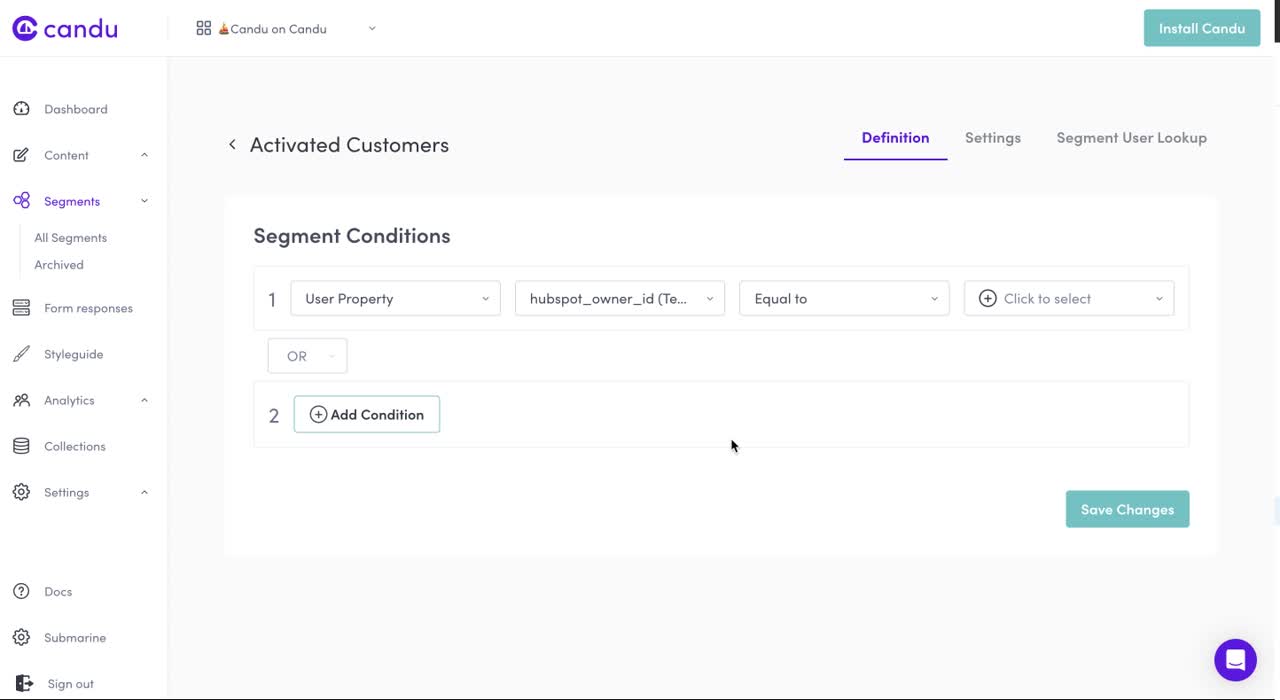 candu
⛵Candu on Candu
Install Candu
Dashboard
Content
Segments
All Segments
Archived
Form responses
Styleguide
Analytics
Collections
Settings
Docs
Submarine
Sign out
Activated Customers
Definition
Settings
Segment User Lookup
Segment Conditions
1
User Property
hubspot_owner_id (Te...
Equal to
Click to select
OR
2
Add Condition
Save Changes